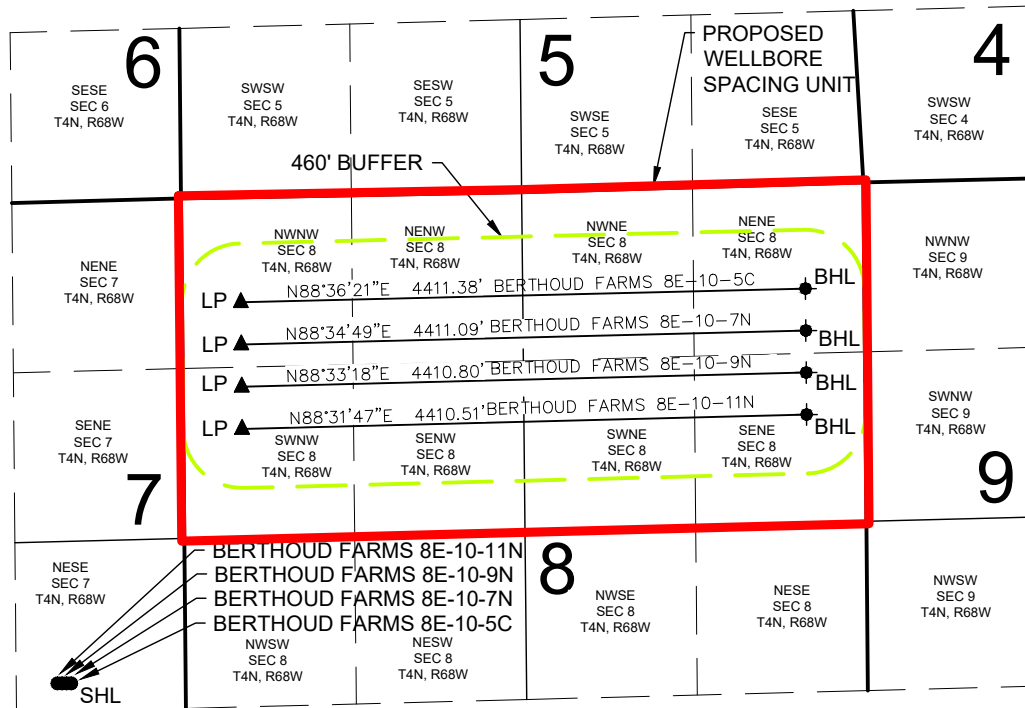 6
5
4
PROPOSED
WELLBORE
SPACING UNIT
SESE
SEC 6
T4N, R68W
SWSW
SEC 5
T4N, R68W
SESW
SEC 5
T4N, R68W
SWSE
SEC 5
T4N, R68W
SESE
SEC 5
T4N, R68W
SWSW
SEC 4
T4N, R68W
460' BUFFER
NENE
SEC 7
T4N, R68W
NWNW
SEC 8
T4N, R68W
NENW
SEC 8
T4N, R68W
NWNE
SEC 8
T4N, R68W
NENE
SEC 8
T4N, R68W
NWNW
SEC 9
T4N, R68W
LP N88°36'21"E 4411.38' BERTHOUD FARMS 8E-10-5C BHL
LP N88°34'49"E 4411.09' BERTHOUD FARMS 8E-10-7N BHL
LP N88°33'18"E 4410.80' BERTHOUD FARMS 8E-10-9N BHL
LP N88°31'47"E 4410.51' BERTHOUD FARMS 8E-10-11N BHL
SENE
SEC 7
T4N, R68W
SWNW
SEC 8
T4N, R68W
SENW
SEC 8
T4N, R68W
SWNE
SEC 8
T4N, R68W
SENE
SEC 8
T4N, R68W
SWNW
SEC 9
T4N, R68W
7
9
8
BERTHOUD FARMS 8E-10-11N
BERTHOUD FARMS 8E-10-9N
BERTHOUD FARMS 8E-10-7N
BERTHOUD FARMS 8E-10-5C
NESE
SEC 7
T4N, R68W
SHL
NWSW
SEC 8
T4N, R68W
NESW
SEC 8
T4N, R68W
NWSE
SEC 8
T4N, R68W
NESE
SEC 8
T4N, R68W
NWSW
SEC 9
T4N, R68W